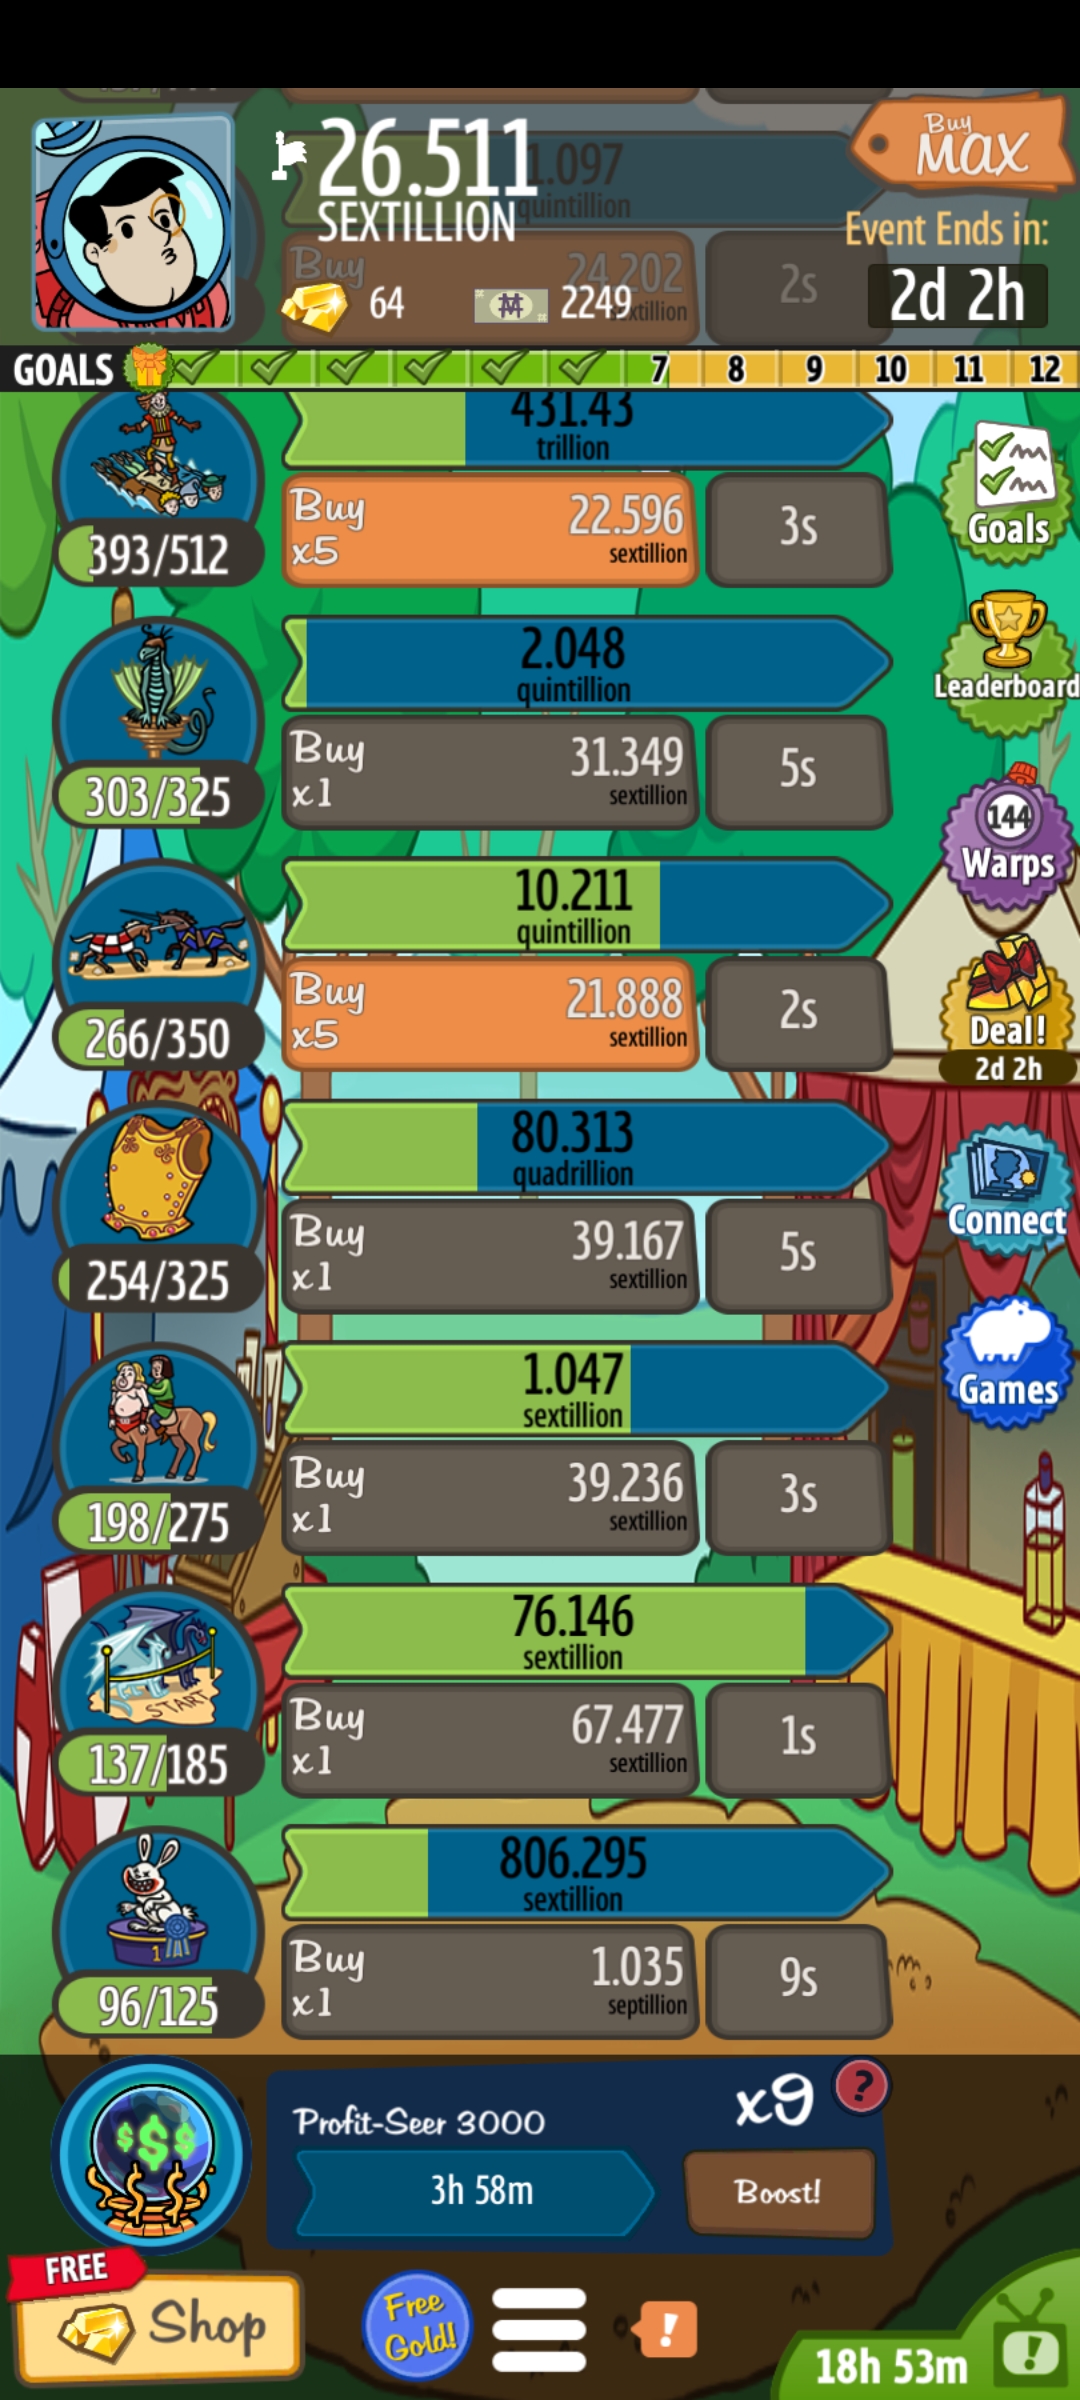 26.511
SEXTILLION
1.097
quintillion
Buy
24.202
sextillion
2s
64
2249
Buy
MAX
Event Ends in:
2d 2h
GOALS
7 8 9 10 11 12
431.43
trillion
393/512
Buy
x5
22.596
sextillion
3s
Goals
2.048
quintillion
303/325
Buy
x1
31.349
sextillion
5s
Leaderboard
10.211
quintillion
266/350
Buy
x5
21.888
sextillion
2s
144
Warps
Deal!
2d 2h
80.313
quadrillion
254/325
Buy
x1
39.167
sextillion
5s
Connect
1.047
sextillion
198/275
Buy
x1
39.236
sextillion
3s
Games
76.146
sextillion
START
137/185
Buy
x1
67.477
sextillion
1s
806.295
sextillion
1
96/125
Buy
x1
1.035
septillion
9s
$$$
Profit-Seer 3000
x9
?
3h 58m
Boost!
FREE
Shop
Free
Gold!
!
18h 53m
!